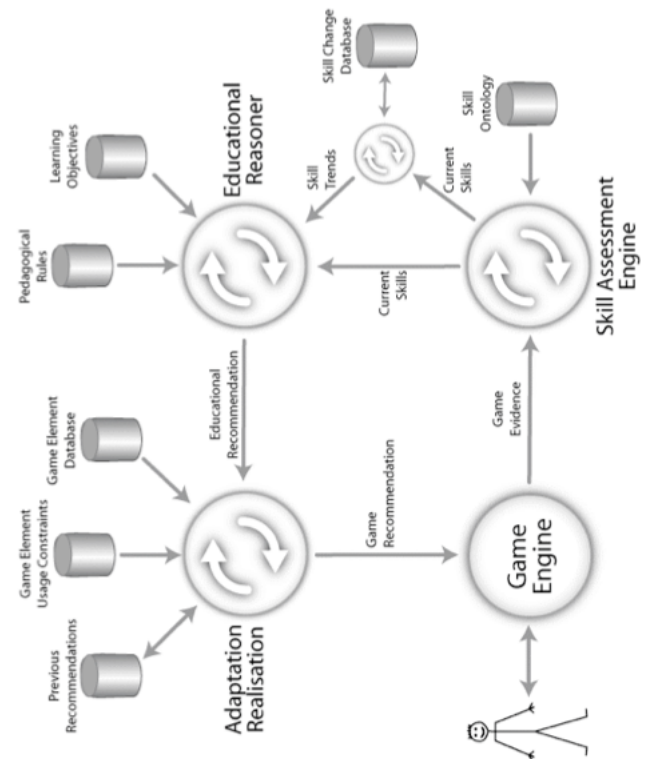 Previous
Recommendations
Game Element
Usage Constraints
Game Element
Database
Pedagogical
Rules
Learning
Objectives
Adaptation
Realisation
Educational
Recommendation
Educational
Reasoner
Skill
Trends
Skill Change
Database
Game
Recommendation
Current
Skills
Current
Skills
Skill
Ontology
Game
Engine
Game
Evidence
Skill Assessment
Engine